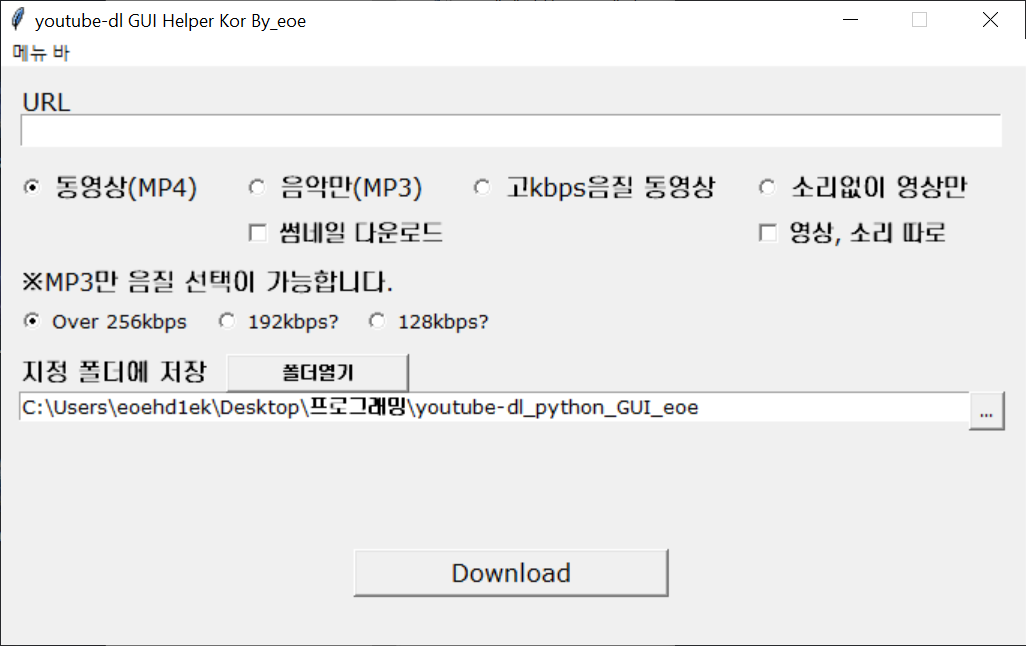 youtube-dl GUI Helper Kor By_eoe
메뉴 바
URL
동영상(MP4) 음악만(MP3) 고kbps음질 동영상 소리없이 영상만
썸네일 다운로드 영상, 소리 따로
※MP3만 음질 선택이 가능합니다.
Over 256kbps 192kbps? 128kbps?
지정 폴더에 저장 폴더열기
C:\Users\eoehd1ek\Desktop\프로그래밍\youtube-dl_python_GUI_eoe ...
Download